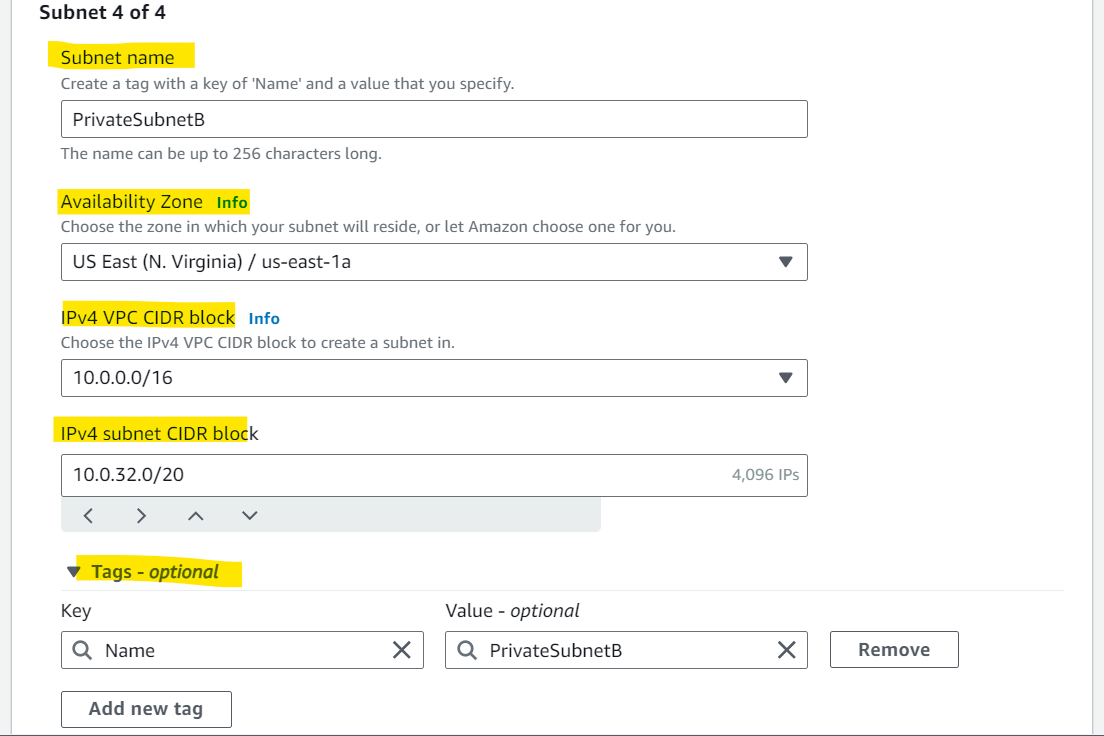 Subnet 4 of 4
Subnet name
Create a tag with a key of 'Name' and a value that you specify.
PrivateSubnetB
The name can be up to 256 characters long.
Availability Zone Info
Choose the zone in which your subnet will reside, or let Amazon choose one for you.
US East (N. Virginia) / us-east-1a
IPv4 VPC CIDR block Info
Choose the IPv4 VPC CIDR block to create a subnet in.
10.0.0.0/16
IPv4 subnet CIDR block
10.0.32.0/20 4,096 IPs
Tags - optional
Key Value - optional
Name PrivateSubnetB Remove
Add new tag